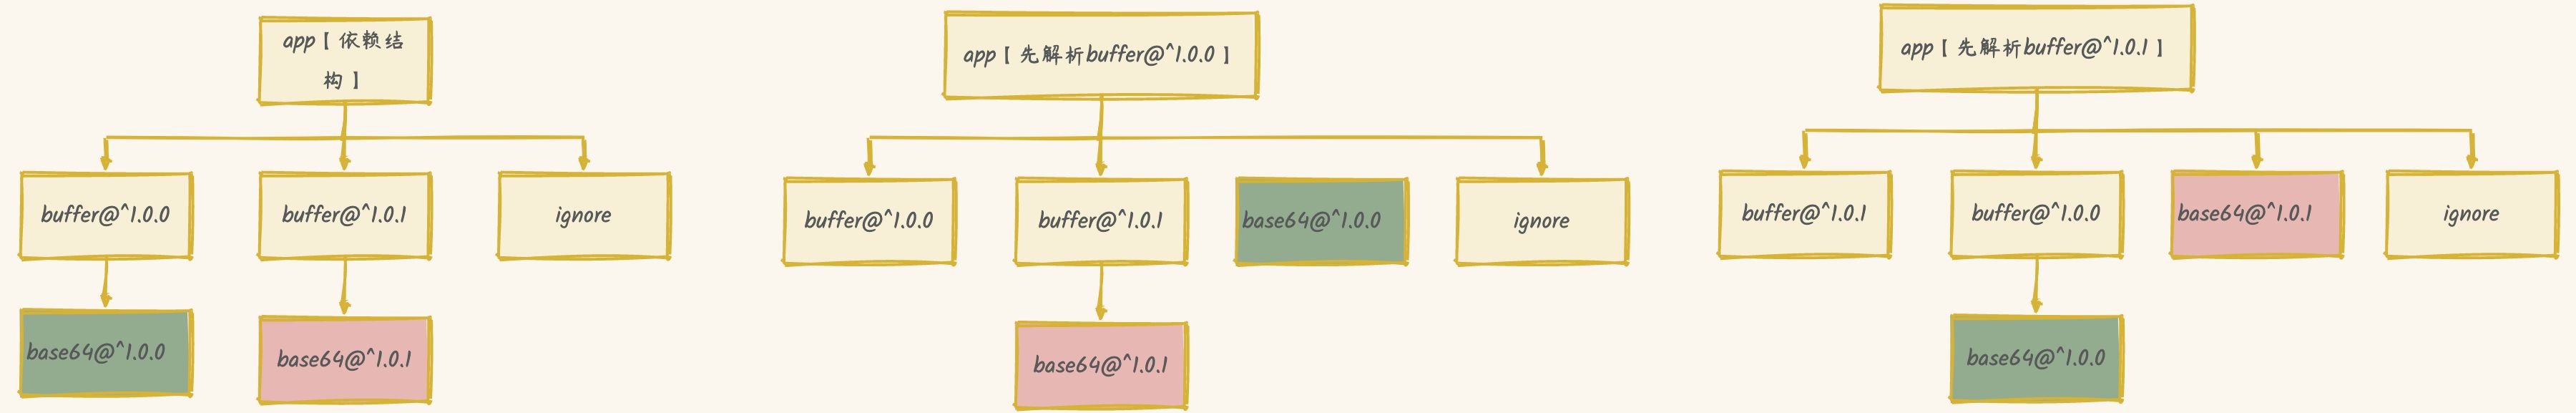 app【依赖结
构】
buffer@^1.0.0
buffer@^1.0.1
ignore
base64@^1.0.0
base64@^1.0.1
app【先解析buffer@^1.0.0】
buffer@^1.0.0
buffer@^1.0.1
base64@^1.0.0
ignore
base64@^1.0.1
app【先解析buffer@^1.0.1】
buffer@^1.0.1
buffer@^1.0.0
base64@^1.0.1
ignore
base64@^1.0.0